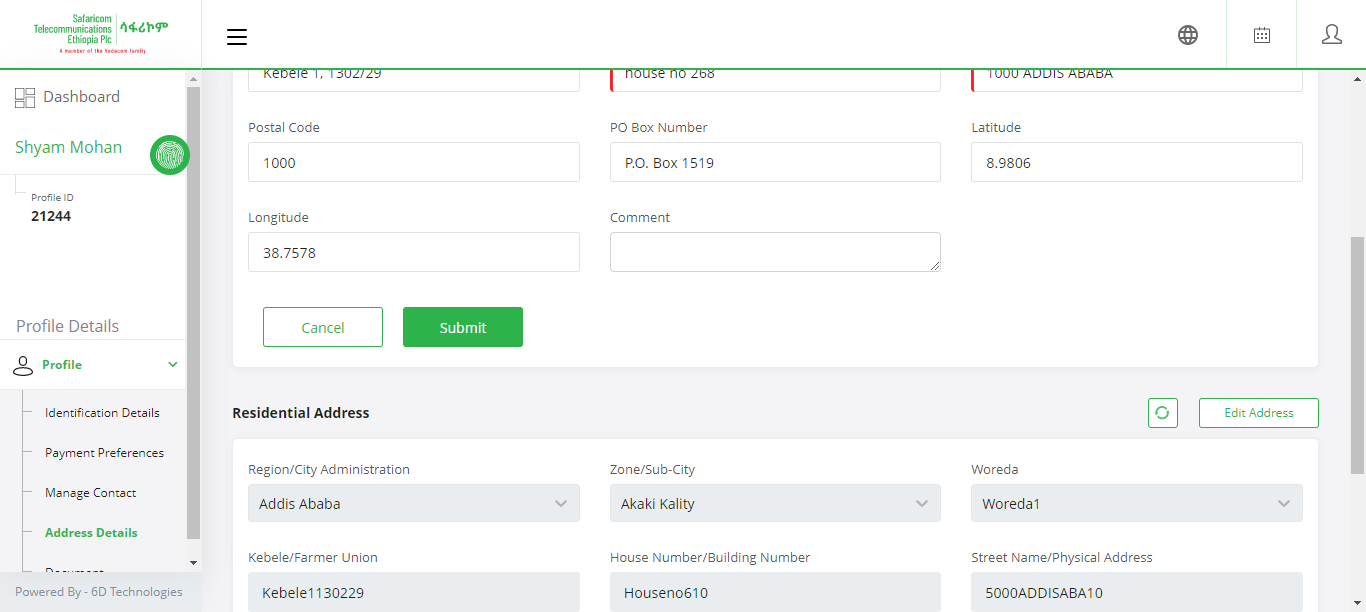 Safaricom
Telecommunications
Ethiopia Plc
ሳፋሪኮም
A member of the Vodacom family
Dashboard
Shyam Mohan
Profile ID
21244
Profile Details
Profile
Identification Details
Payment Preferences
Manage Contact
Address Details
Document
Powered By - 6D Technologies
Kebele 1, 1302/29
house no 268
1000 ADDIS ABABA
Postal Code
PO Box Number
Latitude
1000
P.O. Box 1519
8.9806
Longitude
Comment
38.7578
Cancel
Submit
Residential Address
Edit Address
Region/City Administration
Zone/Sub-City
Woreda
Addis Ababa
Akaki Kality
Woreda1
Kebele/Farmer Union
House Number/Building Number
Street Name/Physical Address
Kebele1130229
Houseno610
5000ADDISABA10